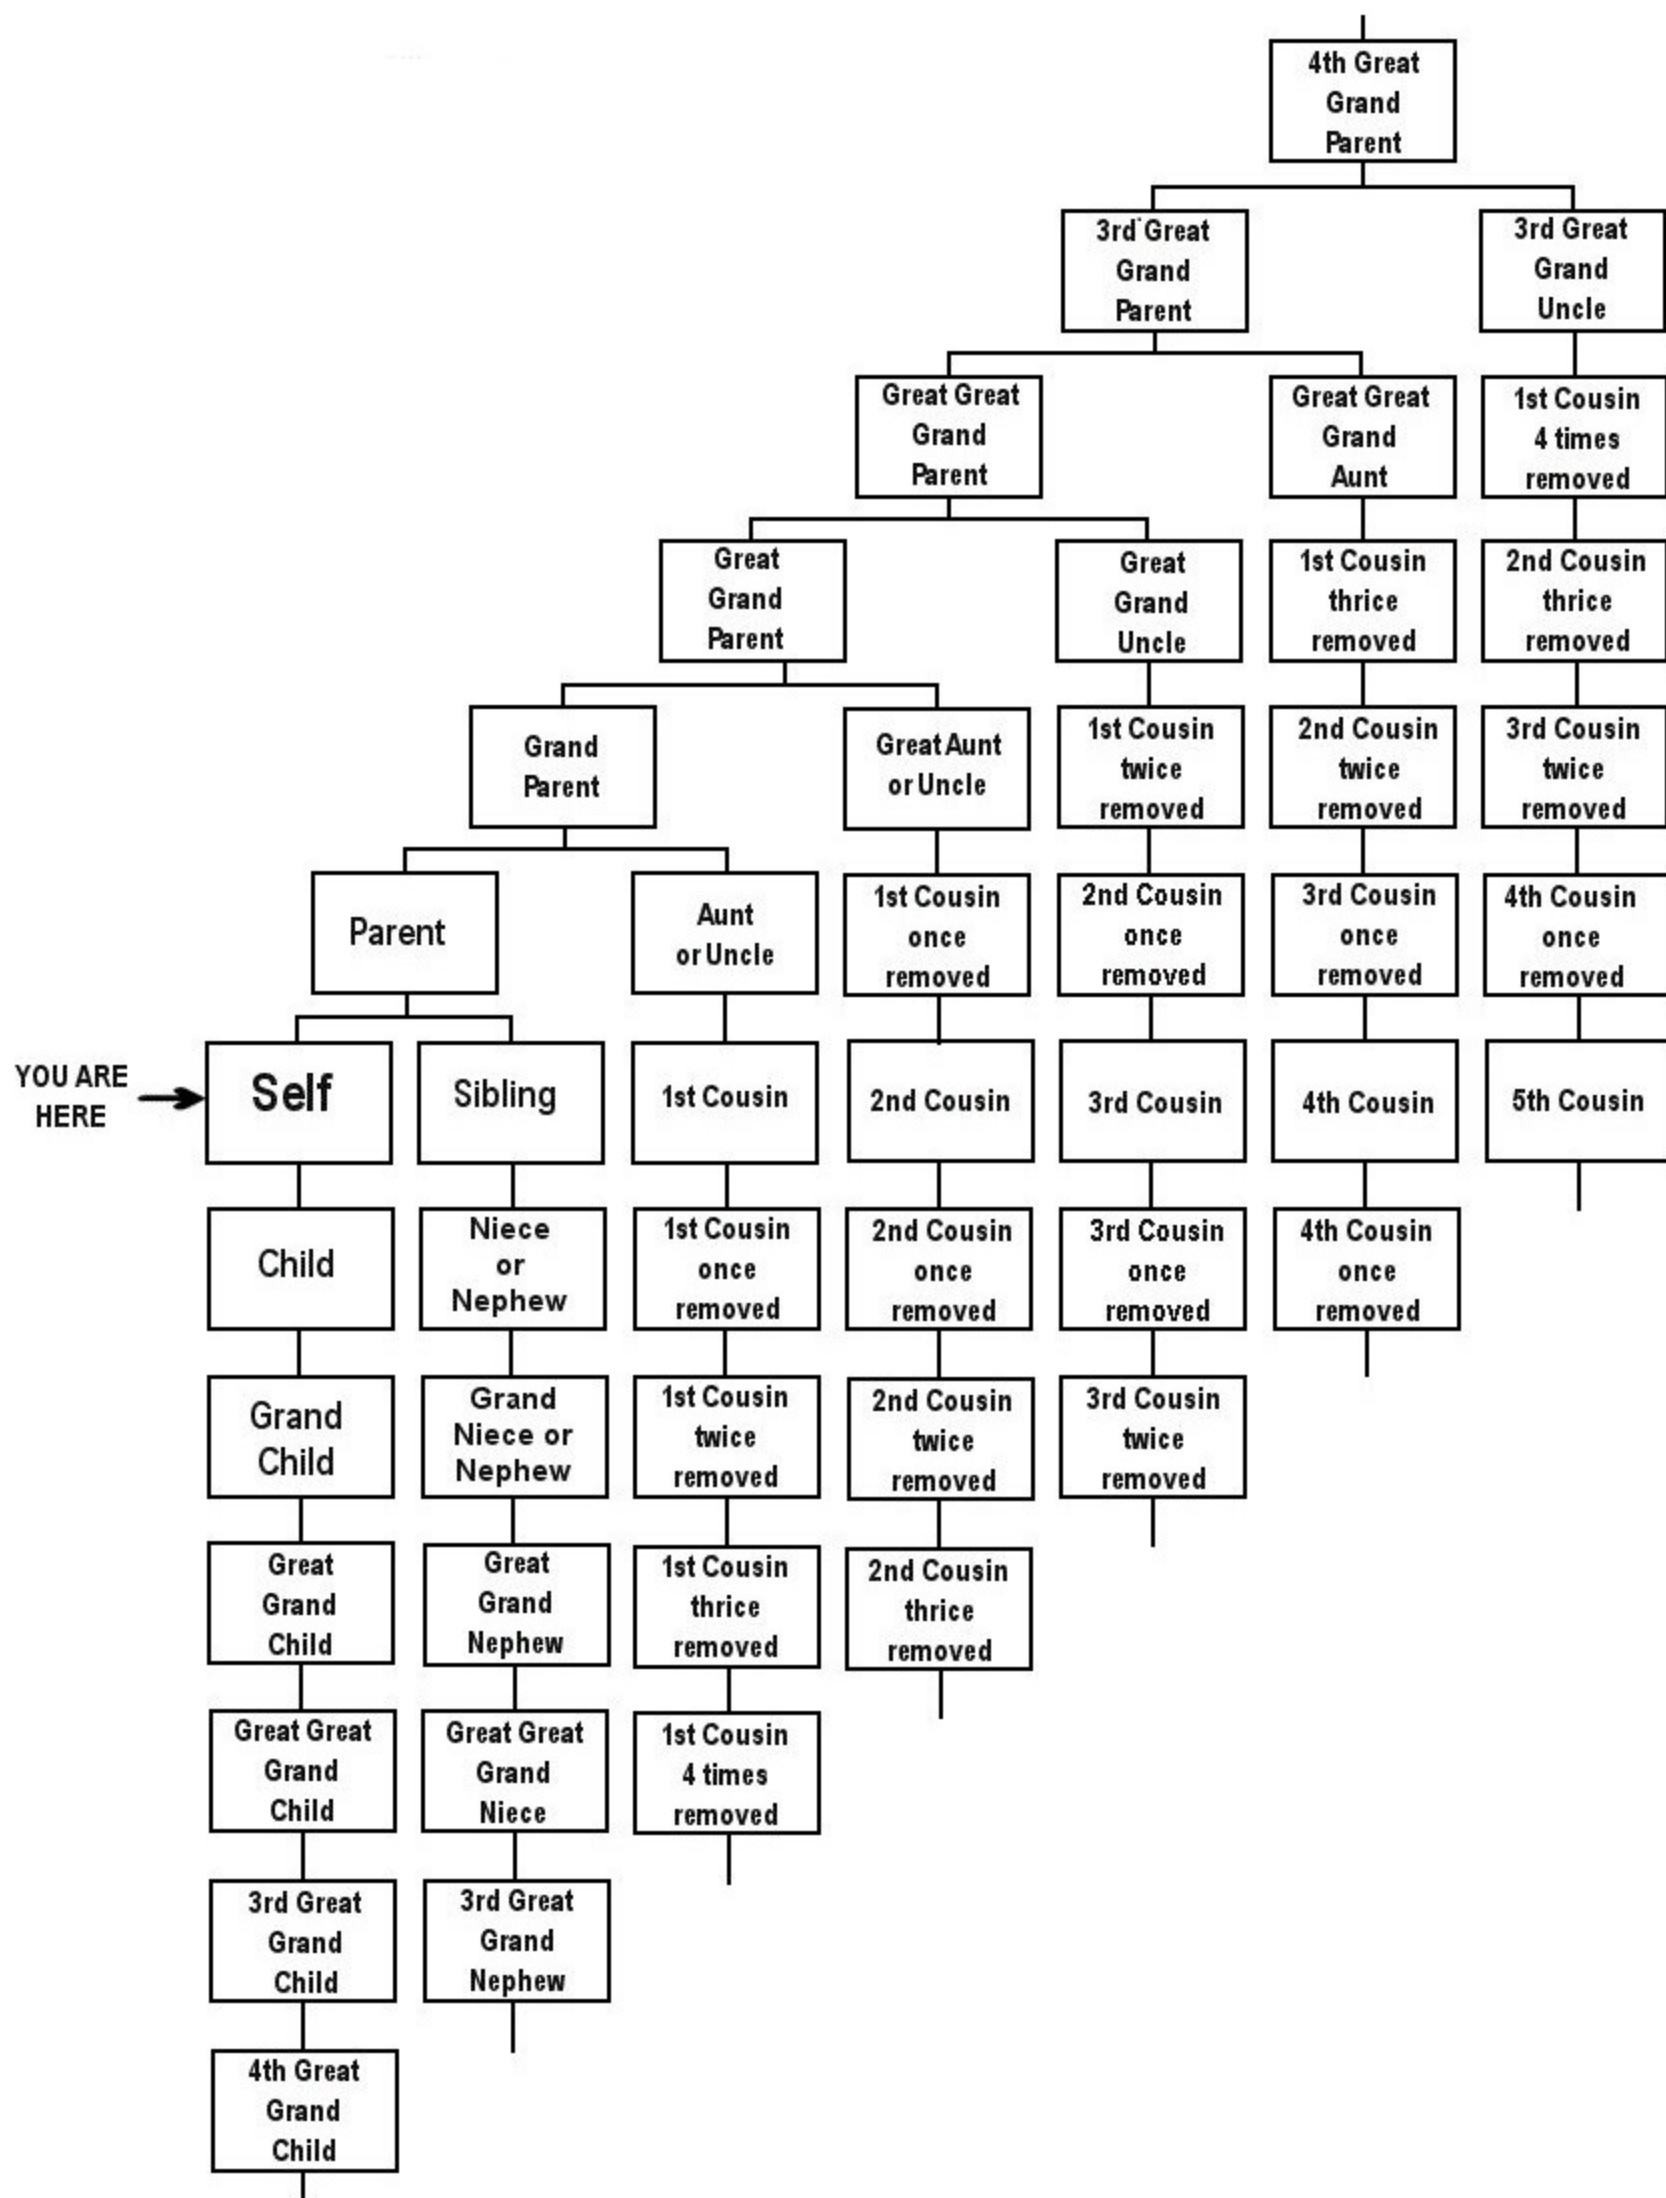 4th Great
Grand
Parent
3rd Great
Grand
Parent
3rd Great
Grand
Uncle
Great Great
Grand
Parent
Great Great
Grand
Aunt
1st Cousin
4 times
removed
Great
Grand
Parent
Great
Grand
Uncle
1st Cousin
thrice
removed
2nd Cousin
thrice
removed
Grand
Parent
Great Aunt
or Uncle
1st Cousin
twice
removed
2nd Cousin
twice
removed
3rd Cousin
twice
removed
Parent
Aunt
or Uncle
1st Cousin
once
removed
2nd Cousin
once
removed
3rd Cousin
once
removed
4th Cousin
once
removed
YOU ARE
HERE
Self
Sibling
1st Cousin
2nd Cousin
3rd Cousin
4th Cousin
5th Cousin
Child
Niece
or
Nephew
1st Cousin
once
removed
2nd Cousin
once
removed
3rd Cousin
once
removed
4th Cousin
once
removed
Grand
Child
Grand
Niece or
Nephew
1st Cousin
twice
removed
2nd Cousin
twice
removed
3rd Cousin
twice
removed
Great
Grand
Child
Great
Grand
Nephew
1st Cousin
thrice
removed
2nd Cousin
thrice
removed
Great Great
Grand
Child
Great Great
Grand
Niece
1st Cousin
4 times
removed
3rd Great
Grand
Child
3rd Great
Grand
Nephew
4th Great
Grand
Child